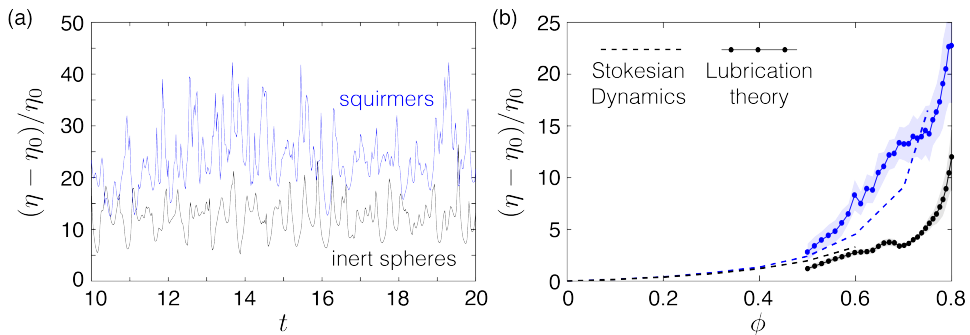 (a)
50
40
30
20
10
0
(η − η₀)/η₀
squirmers
inert spheres
10 12 14 16 18 20
t
(b)
25
20
15
10
5
0
(η − η₀)/η₀
Stokesian Lubrication
Dynamics theory
0 0.2 0.4 0.6 0.8
ϕ